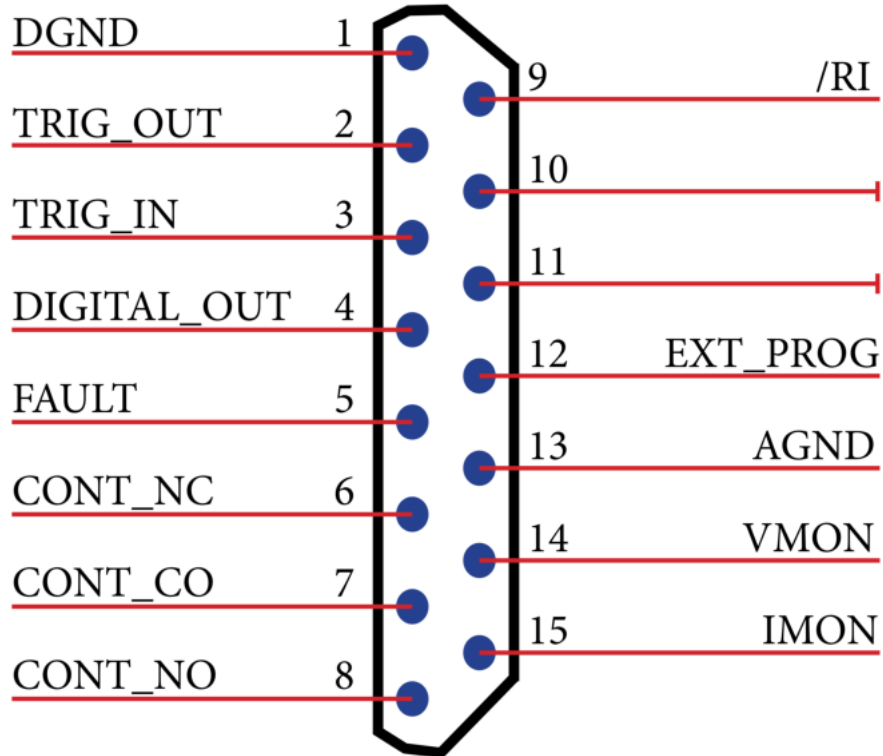 DGND 1
TRIG_OUT 2
TRIG_IN 3
DIGITAL_OUT 4
FAULT 5
CONT_NC 6
CONT_CO 7
CONT_NO 8
9 /RI
10
11
12 EXT_PROG
13 AGND
14 VMON
15 IMON